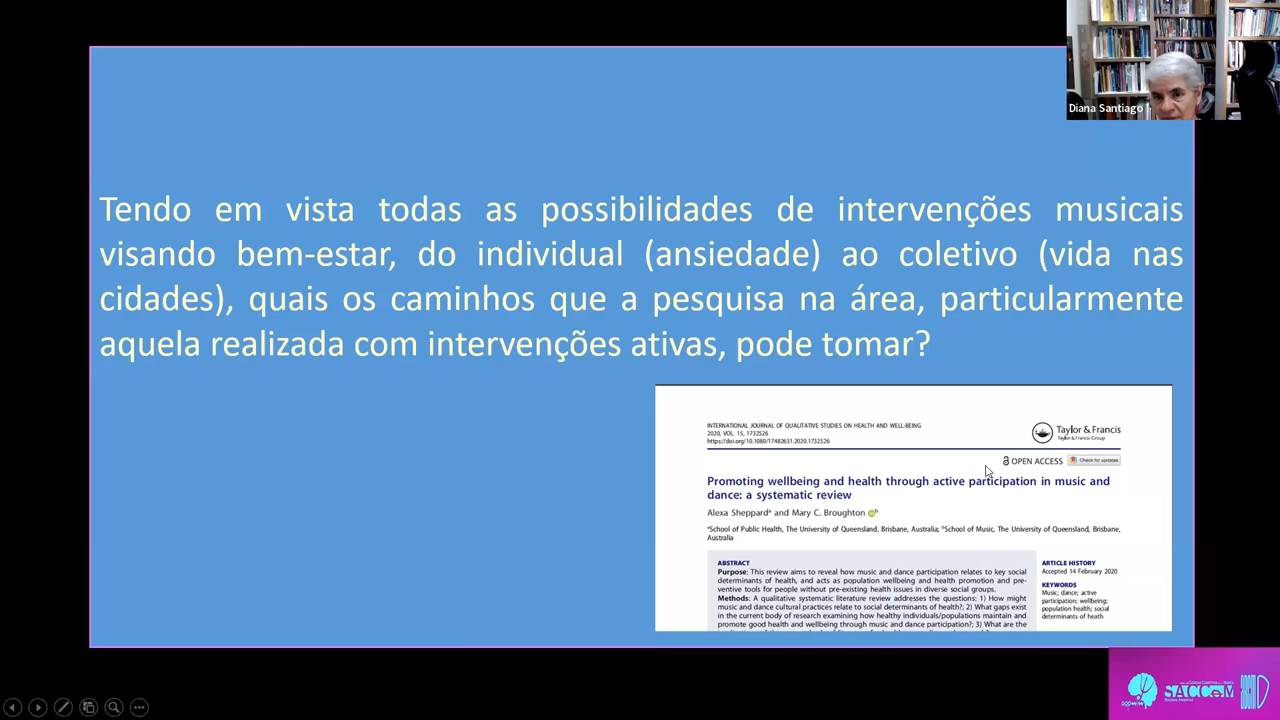 Diana Santiago
Tendo em vista todas as possibilidades de intervenções musicais
visando bem-estar, do individual (ansiedade) ao coletivo (vida nas
cidades), quais os caminhos que a pesquisa na área, particularmente
aquela realizada com intervenções ativas, pode tomar?
INTERNATIONAL JOURNAL OF QUALITATIVE STUDIES ON HEALTH AND WELL-BEING
2020, VOL. 15, 1732526
https://doi.org/10.1080/17482631.2020.1732526
Taylor & Francis
Taylor & Francis Group
OPEN ACCESS
Check for updates
Promoting wellbeing and health through active participation in music and
dance: a systematic review
Alexa Sheppardᵃ and Mary C. Broughton ᵇ
ᵃSchool of Public Health, The University of Queensland, Brisbane, Australia; ᵇSchool of Music, The University of Queensland, Brisbane,
Australia
ABSTRACT
Purpose: This review aims to reveal how music and dance participation relates to key social
determinants of health, and acts as population wellbeing and health promotion and pre-
ventive tools for people without pre-existing health issues in diverse social groups.
Methods: A qualitative systematic literature review addresses the questions: 1) How might
music and dance cultural practices relate to social determinants of health?; 2) What gaps exist
in the current body of research examining how healthy individuals/populations maintain and
promote good health and wellbeing through music and dance participation?; 3) What are the
ARTICLE HISTORY
Accepted 14 February 2020
KEYWORDS
Music; dance; active
participation; wellbeing;
population health; social
determinants of heath
SACCoM